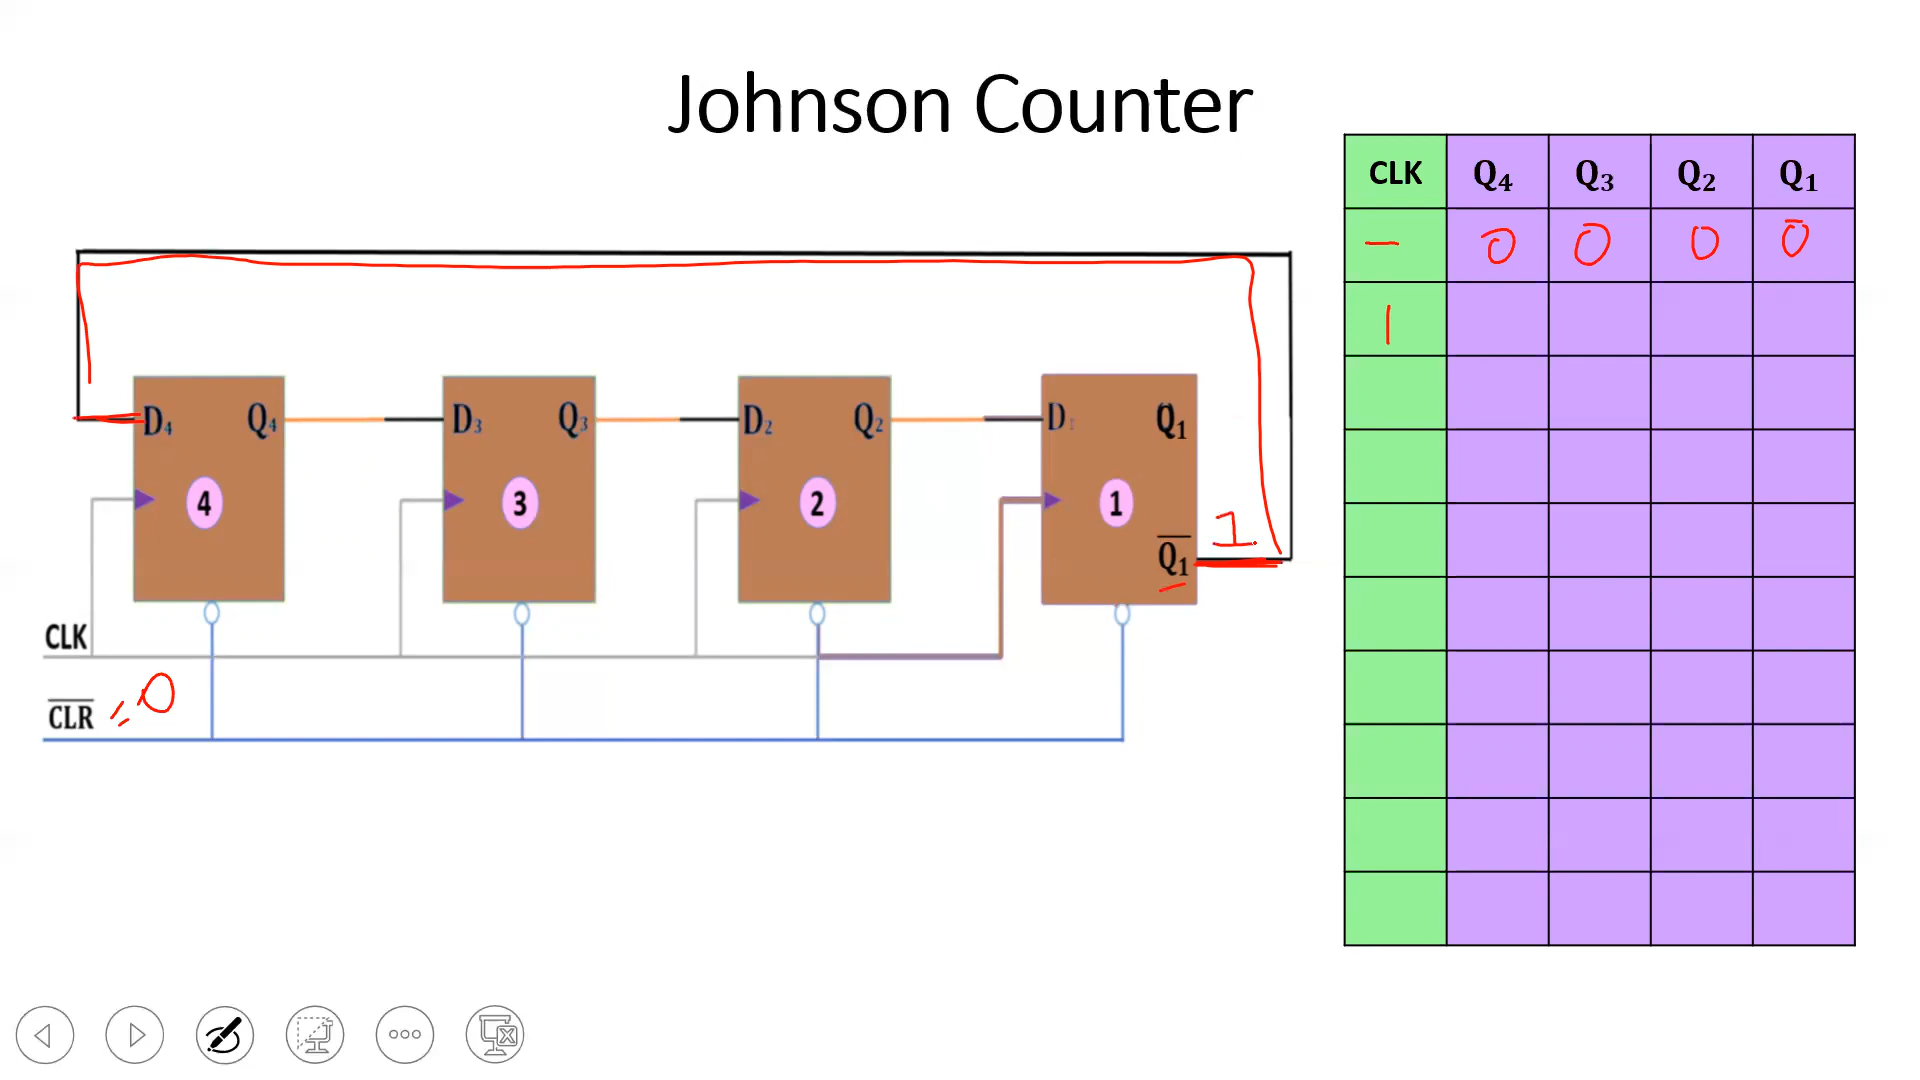 Johnson Counter
CLK Q₄ Q₃ Q₂ Q₁
— 0 0 0 0
1
D₄ Q₄ D₃ Q₃ D₂ Q₂ D₁ Q₁
4 3 2 1
1
Q̅₁
CLK
C̅L̅R̅ = 0